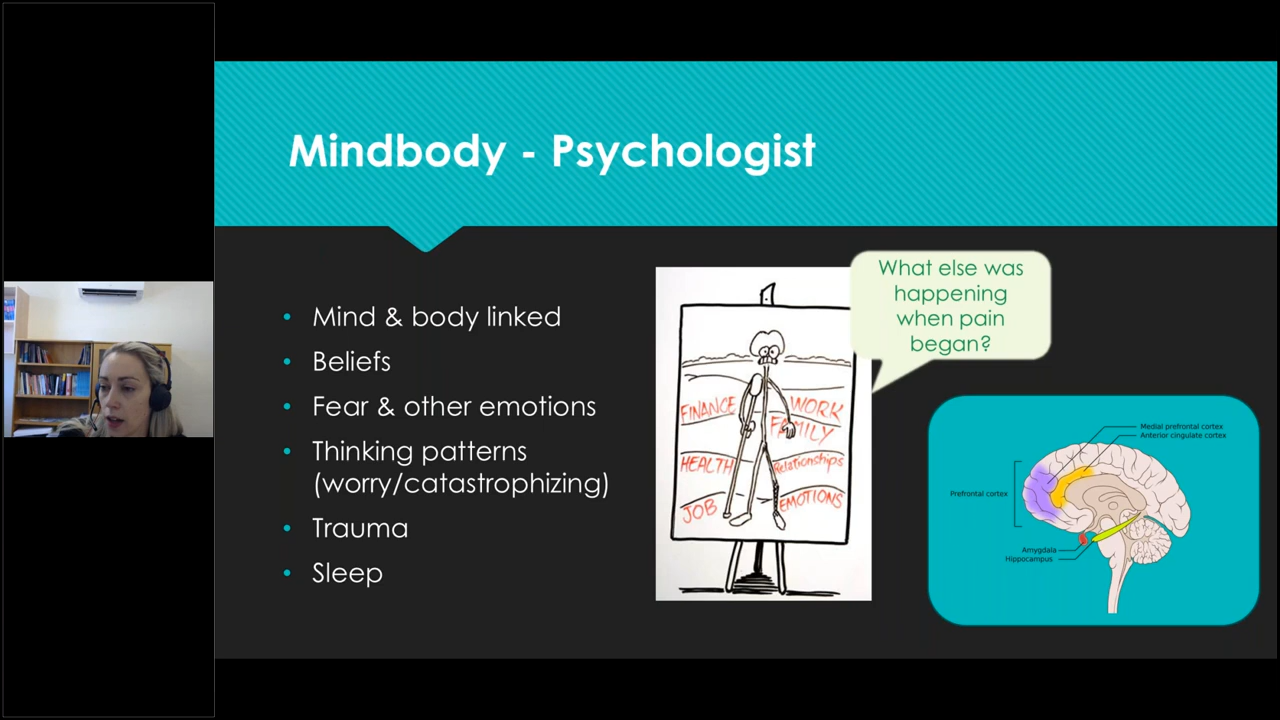 Mindbody - Psychologist
Mind & body linked
Beliefs
Fear & other emotions
Thinking patterns
(worry/catastrophizing)
Trauma
Sleep
FINANCE
WORK
FAMILY
HEALTH
Relationships
JOB
EMOTIONS
What else was
happening
when pain
began?
Medial prefrontal cortex
Anterior cingulate cortex
Prefrontal cortex
Amygdala
Hippocampus